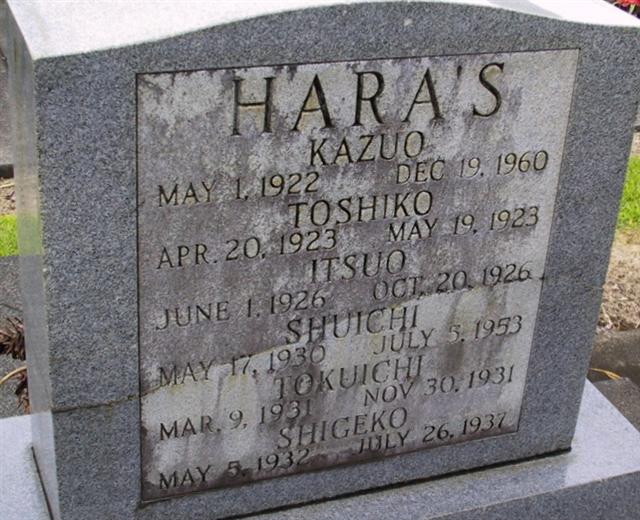 HARA'S
KAZUO
MAY 1, 1922 DEC 19, 1960
TOSHIKO
APR. 20, 1923 MAY 19, 1923
ITSUO
JUNE 1, 1926 OCT. 20, 1926
SHUICHI
MAY 17, 1930 JULY 5, 1953
TOKUICHI
MAR. 9, 1931 NOV 30, 1931
SHIGEKO
MAY 5, 1932 JULY 26, 1937